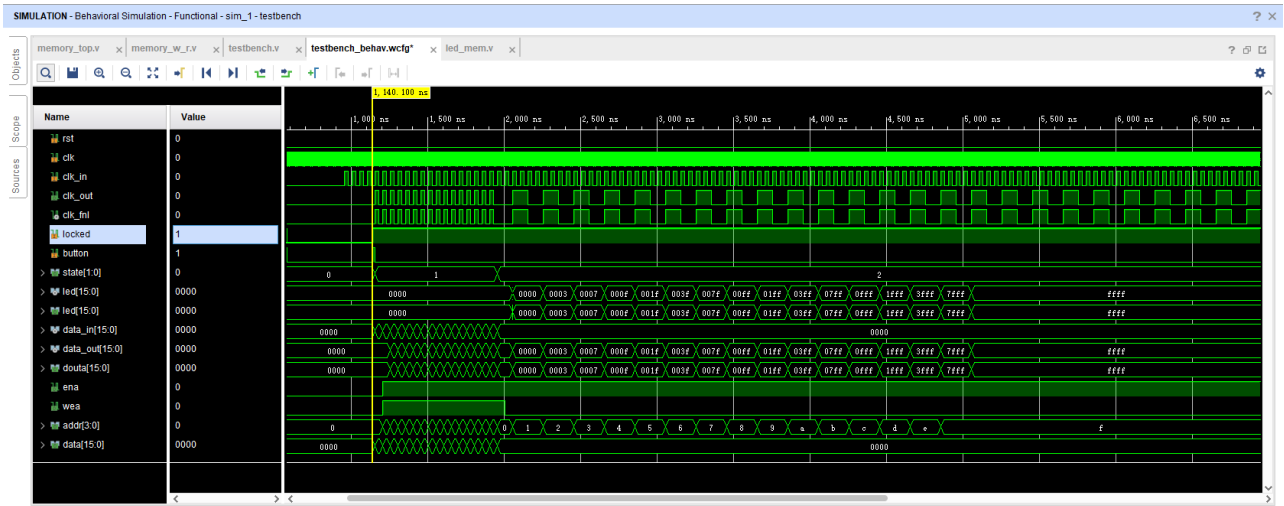 SIMULATION - Behavioral Simulation - Functional - sim_1 - testbench
? ×
Objects
Scope
Sources
memory_top.v × memory_w_r.v × testbench.v × testbench_behav.wcfg* × led_mem.v ×
?
1,140.100 ns
Name Value
1,000 ns 1,500 ns 2,000 ns 2,500 ns 3,000 ns 3,500 ns 4,000 ns 4,500 ns 5,000 ns 5,500 ns 6,000 ns 6,500 ns
rst 0
clk 0
clk_in 0
clk_out 0
clk_fnl 0
locked 1
button 1
> state[1:0] 0 0 1 2
> led[15:0] 0000 0000 0000 0003 0007 000f 001f 003f 007f 00ff 01ff 03ff 07ff 0fff 1fff 3fff 7fff ffff
> led[15:0] 0000 0000 0000 0003 0007 000f 001f 003f 007f 00ff 01ff 03ff 07ff 0fff 1fff 3fff 7fff ffff
> data_in[15:0] 0000 0000 0000
> data_out[15:0] 0000 0000 0000 0003 0007 000f 001f 003f 007f 00ff 01ff 03ff 07ff 0fff 1fff 3fff 7fff ffff
> douta[15:0] 0000 0000 0000 0003 0007 000f 001f 003f 007f 00ff 01ff 03ff 07ff 0fff 1fff 3fff 7fff ffff
ena 0
wea 0
> addr[3:0] 0 0 0 1 2 3 4 5 6 7 8 9 a b c d e f
> data[15:0] 0000 0000 0000